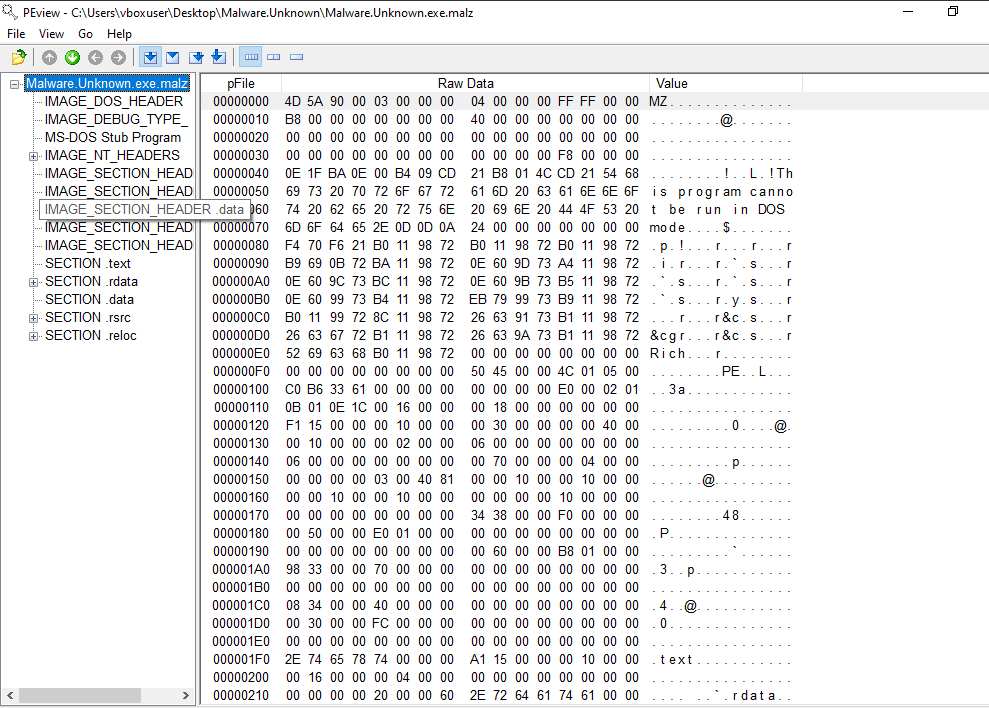 PEview - C:\Users\vboxuser\Desktop\Malware.Unknown\Malware.Unknown.exe.malz
File View Go Help
Malware.Unknown.exe.malz
IMAGE_DOS_HEADER
IMAGE_DEBUG_TYPE_
MS-DOS Stub Program
IMAGE_NT_HEADERS
IMAGE_SECTION_HEAD
IMAGE_SECTION_HEAD
IMAGE_SECTION_HEADER .data
IMAGE_SECTION_HEAD
IMAGE_SECTION_HEAD
SECTION .text
SECTION .rdata
SECTION .data
SECTION .rsrc
SECTION .reloc
pFile Raw Data Value
00000000 4D 5A 90 00 03 00 00 00 04 00 00 00 FF FF 00 00 MZ..............
00000010 B8 00 00 00 00 00 00 00 40 00 00 00 00 00 00 00 ........@.......
00000020 00 00 00 00 00 00 00 00 00 00 00 00 00 00 00 00 ................
00000030 00 00 00 00 00 00 00 00 00 00 00 00 F8 00 00 00 ................
00000040 0E 1F BA 0E 00 B4 09 CD 21 B8 01 4C CD 21 54 68 ........!..L.!Th
00000050 69 73 20 70 72 6F 67 72 61 6D 20 63 61 6E 6E 6F is program canno
60 74 20 62 65 20 72 75 6E 20 69 6E 20 44 4F 53 20 t be run in DOS
00000070 6D 6F 64 65 2E 0D 0D 0A 24 00 00 00 00 00 00 00 mode....$.......
00000080 F4 70 F6 21 B0 11 98 72 B0 11 98 72 B0 11 98 72 .p.!...r...r...r
00000090 B9 69 0B 72 BA 11 98 72 0E 60 9D 73 A4 11 98 72 .i.r...r.`.s...r
000000A0 0E 60 9C 73 BC 11 98 72 0E 60 9B 73 B5 11 98 72 .`.s...r.`.s...r
000000B0 0E 60 99 73 B4 11 98 72 EB 79 99 73 B9 11 98 72 .`.s...r.y.s...r
000000C0 B0 11 99 72 8C 11 98 72 26 63 91 73 B1 11 98 72 ...r...r&c.s...r
000000D0 26 63 67 72 B1 11 98 72 26 63 9A 73 B1 11 98 72 &cgr...r&c.s...r
000000E0 52 69 63 68 B0 11 98 72 00 00 00 00 00 00 00 00 Rich...r........
000000F0 00 00 00 00 00 00 00 00 50 45 00 00 4C 01 05 00 ........PE..L...
00000100 C0 B6 33 61 00 00 00 00 00 00 00 00 E0 00 02 01 ..3a............
00000110 0B 01 0E 1C 00 16 00 00 00 18 00 00 00 00 00 00 ................
00000120 F1 15 00 00 00 10 00 00 00 30 00 00 00 00 40 00 .........0....@.
00000130 00 10 00 00 00 02 00 00 06 00 00 00 00 00 00 00 ................
00000140 06 00 00 00 00 00 00 00 00 70 00 00 00 04 00 00 .........p......
00000150 00 00 00 00 03 00 40 81 00 00 10 00 00 10 00 00 ......@.........
00000160 00 00 10 00 00 10 00 00 00 00 00 00 10 00 00 00 ................
00000170 00 00 00 00 00 00 00 00 34 38 00 00 F0 00 00 00 ........48......
00000180 00 50 00 00 E0 01 00 00 00 00 00 00 00 00 00 00 .P..............
00000190 00 00 00 00 00 00 00 00 00 60 00 00 B8 01 00 00 .........`......
000001A0 98 33 00 00 70 00 00 00 00 00 00 00 00 00 00 00 .3..p...........
000001B0 00 00 00 00 00 00 00 00 00 00 00 00 00 00 00 00 ................
000001C0 08 34 00 00 40 00 00 00 00 00 00 00 00 00 00 00 .4..@...........
000001D0 00 30 00 00 FC 00 00 00 00 00 00 00 00 00 00 00 .0..............
000001E0 00 00 00 00 00 00 00 00 00 00 00 00 00 00 00 00 ................
000001F0 2E 74 65 78 74 00 00 00 A1 15 00 00 00 10 00 00 .text...........
00000200 00 16 00 00 00 04 00 00 00 00 00 00 00 00 00 00 ................
00000210 00 00 00 00 20 00 00 60 2E 72 64 61 74 61 00 00 .... ..`.rdata..